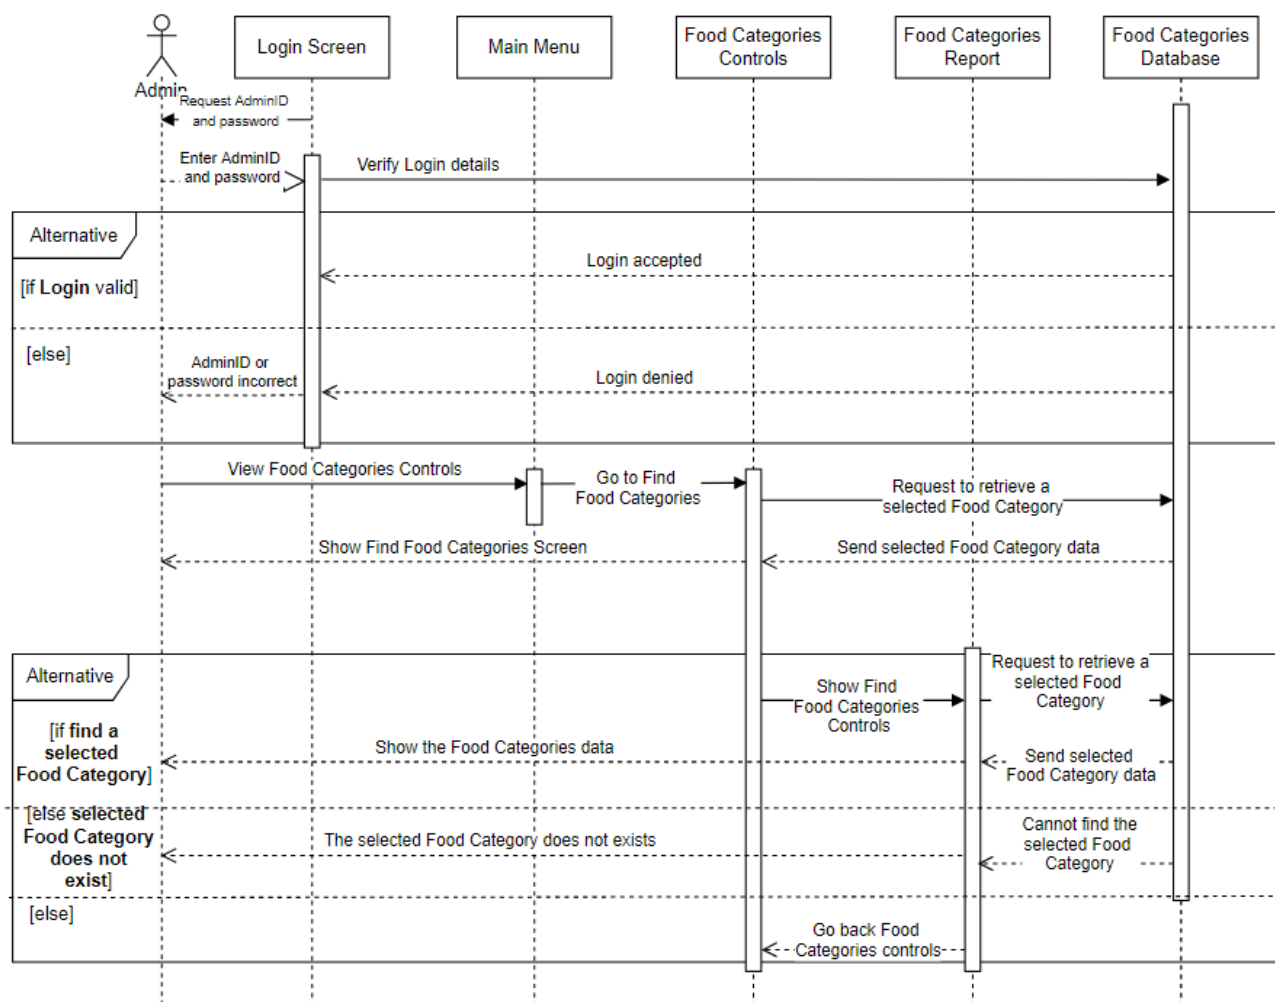 Login Screen
Main Menu
Food Categories
Controls
Food Categories
Report
Food Categories
Database
Admin
Request AdminID
and password
Enter AdminID
and password
Verify Login details
Alternative
Login accepted
[if Login valid]
[else]
AdminID or
password incorrect
Login denied
View Food Categories Controls
Go to Find
Food Categories
Request to retrieve a
selected Food Category
Show Find Food Categories Screen
Send selected Food Category data
Alternative
Show Find
Food Categories
Controls
Request to retrieve a
selected Food
Category
[if find a
selected
Food Category]
Show the Food Categories data
Send selected
Food Category data
[else selected
Food Category
does not
exist]
The selected Food Category does not exists
Cannot find the
selected Food
Category
[else]
Go back Food
Categories controls